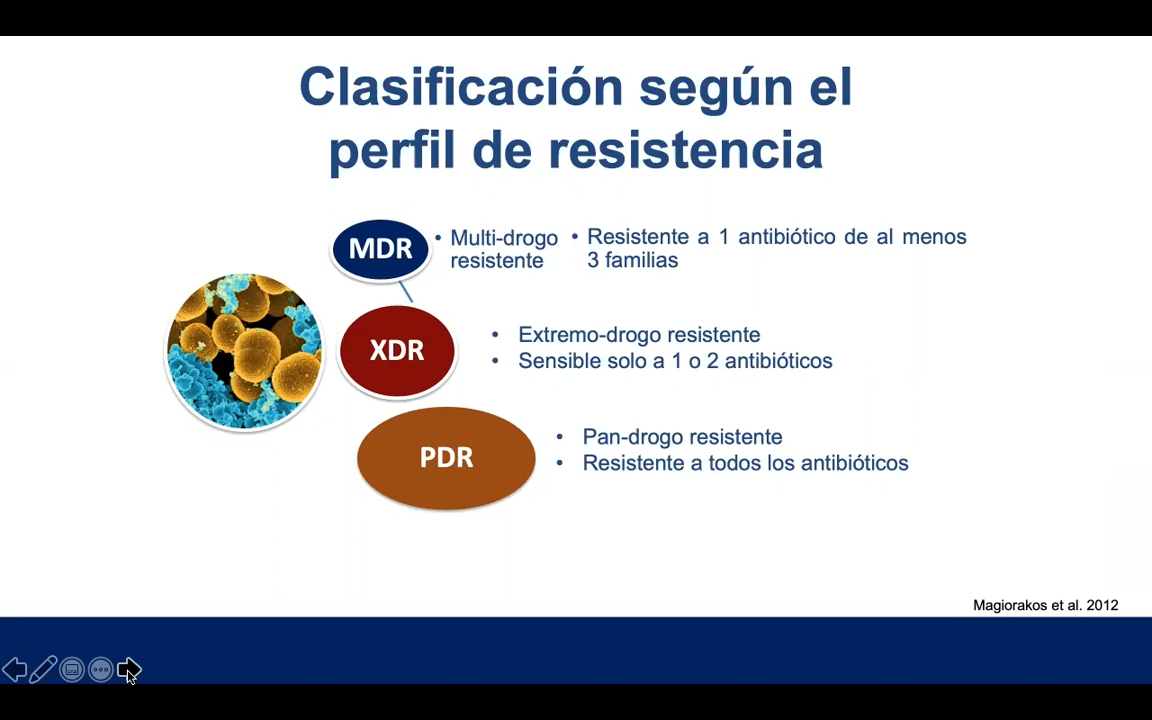 Clasificación según el
perfil de resistencia
MDR
• Multi-drogo
resistente
• Resistente a 1 antibiótico de al menos
3 familias
XDR
• Extremo-drogo resistente
• Sensible solo a 1 o 2 antibióticos
PDR
• Pan-drogo resistente
• Resistente a todos los antibióticos
Magiorakos et al. 2012